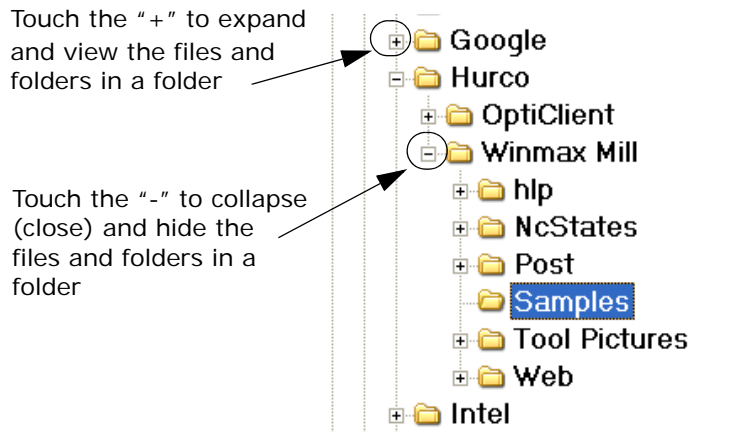 Touch the "+" to expand
and view the files and
folders in a folder
Google
Hurco
OptiClient
Winmax Mill
Touch the "-" to collapse
(close) and hide the
files and folders in a
folder
hlp
NcStates
Post
Samples
Tool Pictures
Web
Intel